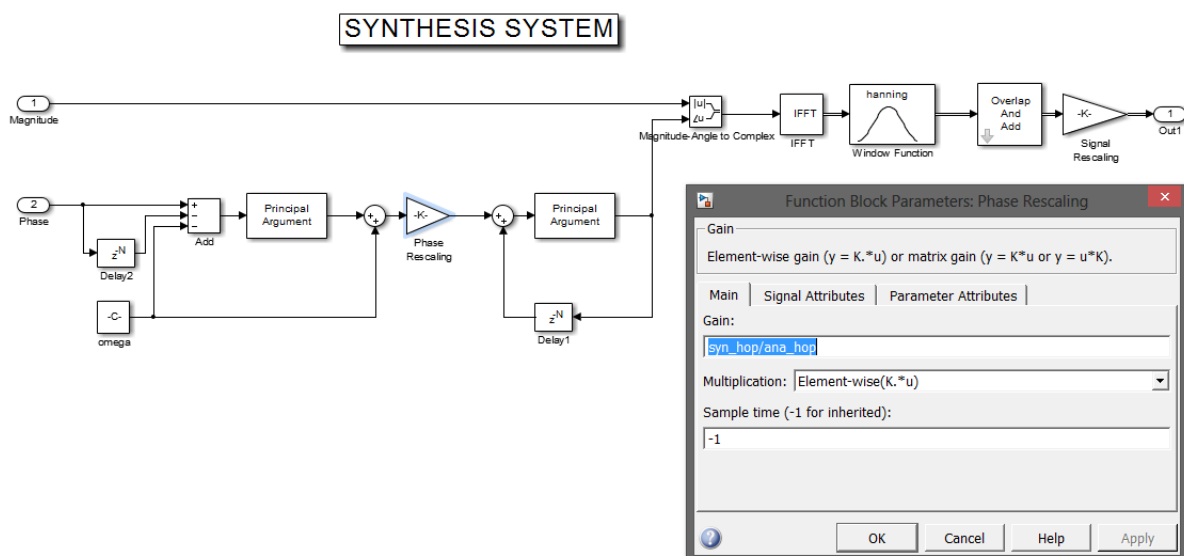 SYNTHESIS SYSTEM
1
Magnitude
|u|
∠u
Magnitude-Angle to Complex
IFFT
IFFT
hanning
Window Function
Overlap
And
Add
-K-
Signal
Rescaling
1
Out1
2
Phase
+
−
−
Add
z-N
Delay2
-C-
omega
Principal
Argument
+
+
-K-
Phase
Rescaling
+
+
Principal
Argument
z-N
Delay1
Function Block Parameters: Phase Rescaling
Gain
Element-wise gain (y = K.*u) or matrix gain (y = K*u or y = u*K).
Main Signal Attributes Parameter Attributes
Gain:
syn_hop/ana_hop
Multiplication: Element-wise(K.*u)
Sample time (-1 for inherited):
-1
OK Cancel Help Apply